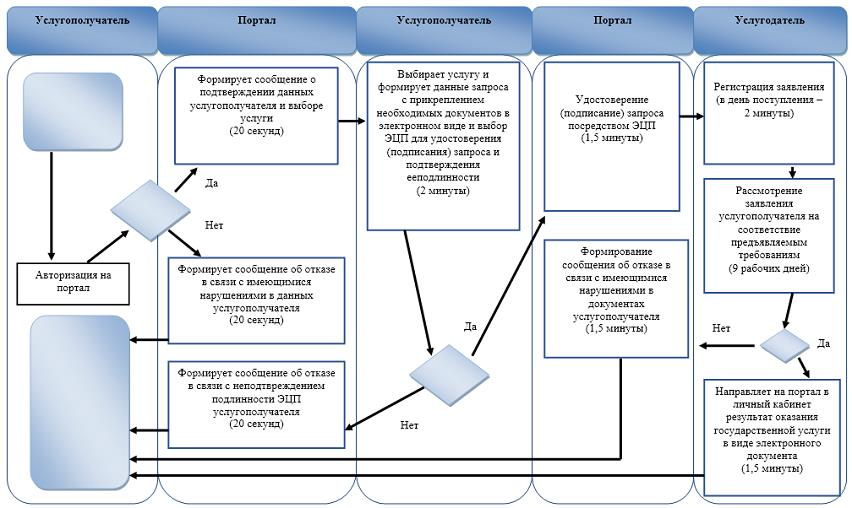 Услугополучатель
Портал
Услугополучатель
Портал
Услугодатель
Авторизация на
портал
Формирует сообщение о
подтверждении данных
услугополучателя и выборе
услуги
(20 секунд)
Да
Нет
Формирует сообщение об отказе
в связи с имеющимися
нарушениями в данных
услугополучателя
(20 секунд)
Формирует сообщение об отказе
в связи с неподтвреждением
подлинности ЭЦП
услугополучателя
(20 секунд)
Выбирает услугу и
формирует данные запроса
с прикреплением
необходимых документов в
электронном виде и выбор
ЭЦП для удостоверения
(подписания) запроса и
подтверждения
ееподлинности
(2 минуты)
Да
Нет
Удостоверение
(подписание) запроса
посредством ЭЦП
(1,5 минуты)
Формирование
сообщения об отказе в
связи с имеющимися
нарушениями в
документах
услугополучателя
(1,5 минуты)
Регистрация заявления
(в день поступления –
2 минуты)
Рассмотрение
заявления
услугополучателя на
соответствие
предъявляемым
требованиям
(9 рабочих дней)
Нет
Да
Направляет на портал в
личный кабинет
результат оказания
государственной услуги
в виде электронного
документа
(1,5 минуты)